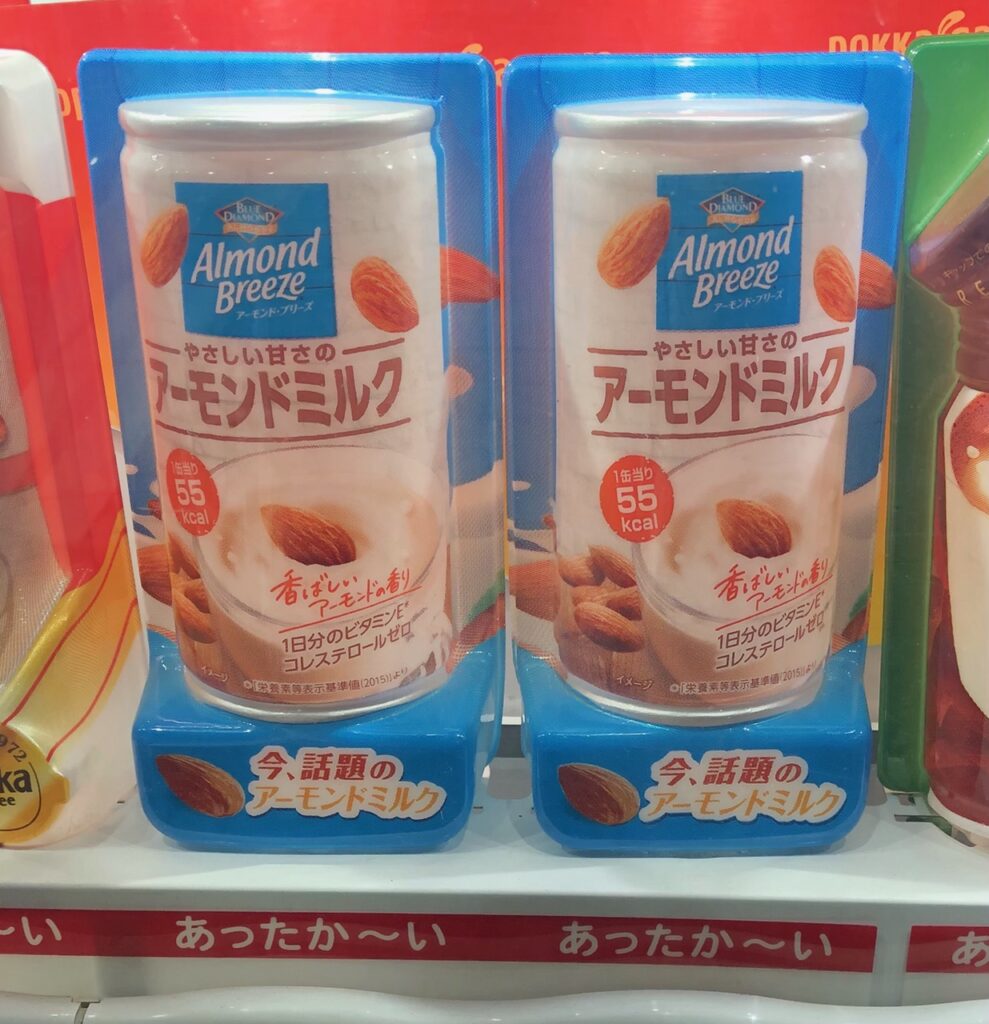 POKKA
BLUE
DIAMOND
ALMONDS
Almond
Breeze
アーモンド・ブリーズ
やさしい甘さの
アーモンドミルク
1缶当り
55
kcal
香ばしい
アーモンドの香り
1日分のビタミンE*
コレステロールゼロ
イメージ
*「栄養素等表示基準値(2015)」より
今、話題の
アーモンドミルク
BLUE
DIAMOND
ALMONDS
Almond
Breeze
アーモンド・ブリーズ
やさしい甘さの
アーモンドミルク
1缶当り
55
kcal
香ばしい
アーモンドの香り
1日分のビタミンE*
コレステロールゼロ
イメージ
*「栄養素等表示基準値(2015)」より
今、話題の
アーモンドミルク
1972
ka
ee
〜い
あったか〜い
あったか〜い
あ